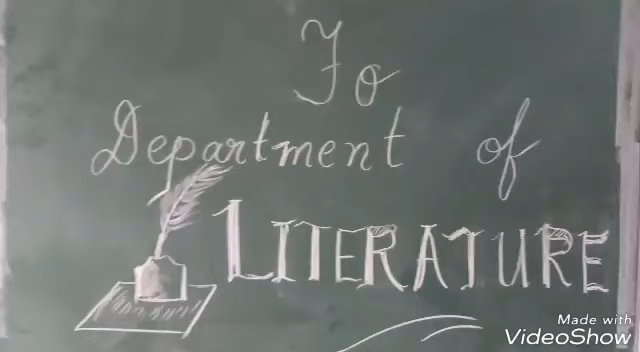 To
Department of
LITERATURE
Made with
VideoShow